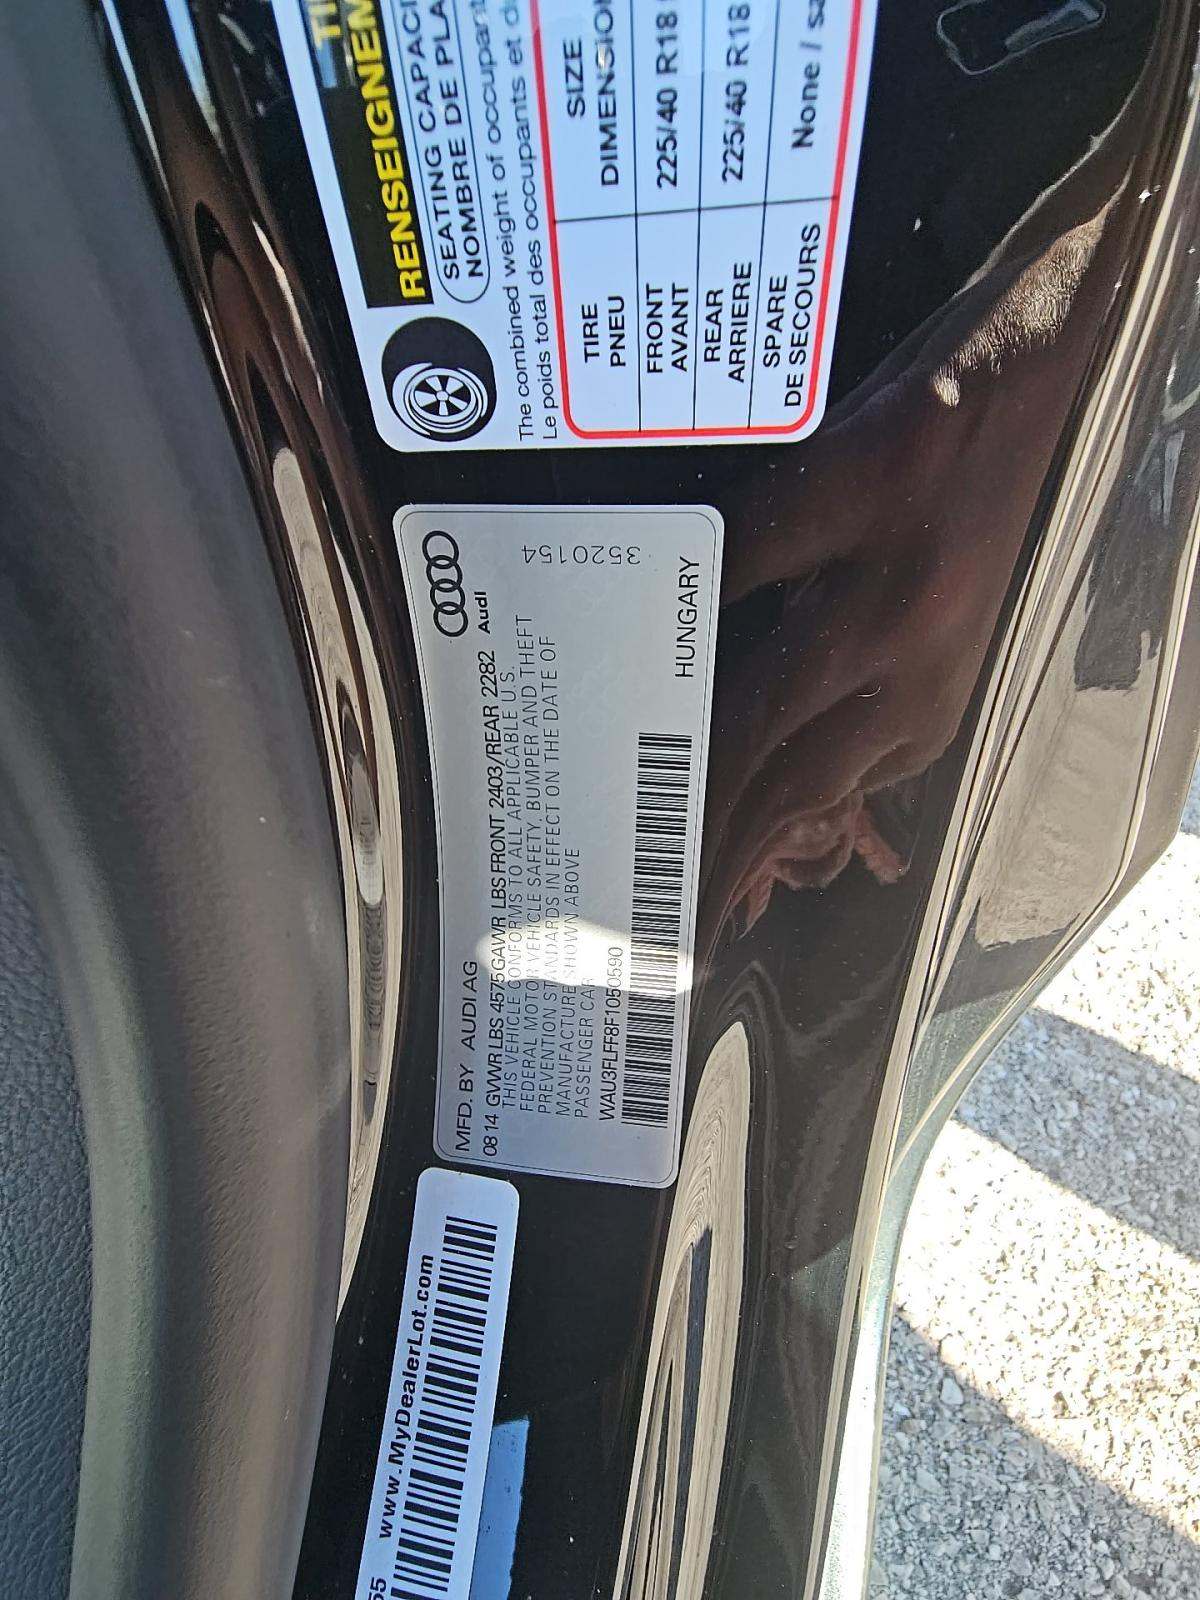 MFD. BY AUDI AG
08 14 GVWR LBS 4575GAWR LBS FRONT 2403/REAR 2282
THIS VEHICLE CONFORMS TO ALL APPLICABLE U.S.
FEDERAL MOTOR VEHICLE SAFETY, BUMPER AND THEFT
PREVENTION STANDARDS IN EFFECT ON THE DATE OF
MANUFACTURE SHOWN ABOVE
PASSENGER CAR
WAU3FLFF8F1050590
HUNGARY
Audi
3520154
RENSEIGNEM
SEATING CAPACI
NOMBRE DE PLA
The combined weight of occupant
Le poids total des occupants et d
TIRE SIZE
PNEU DIMENSION
FRONT 225/40 R18
AVANT
REAR 225/40 R18
ARRIERE
SPARE None / sa
DE SECOURS
55 www.MyDealerLot.com